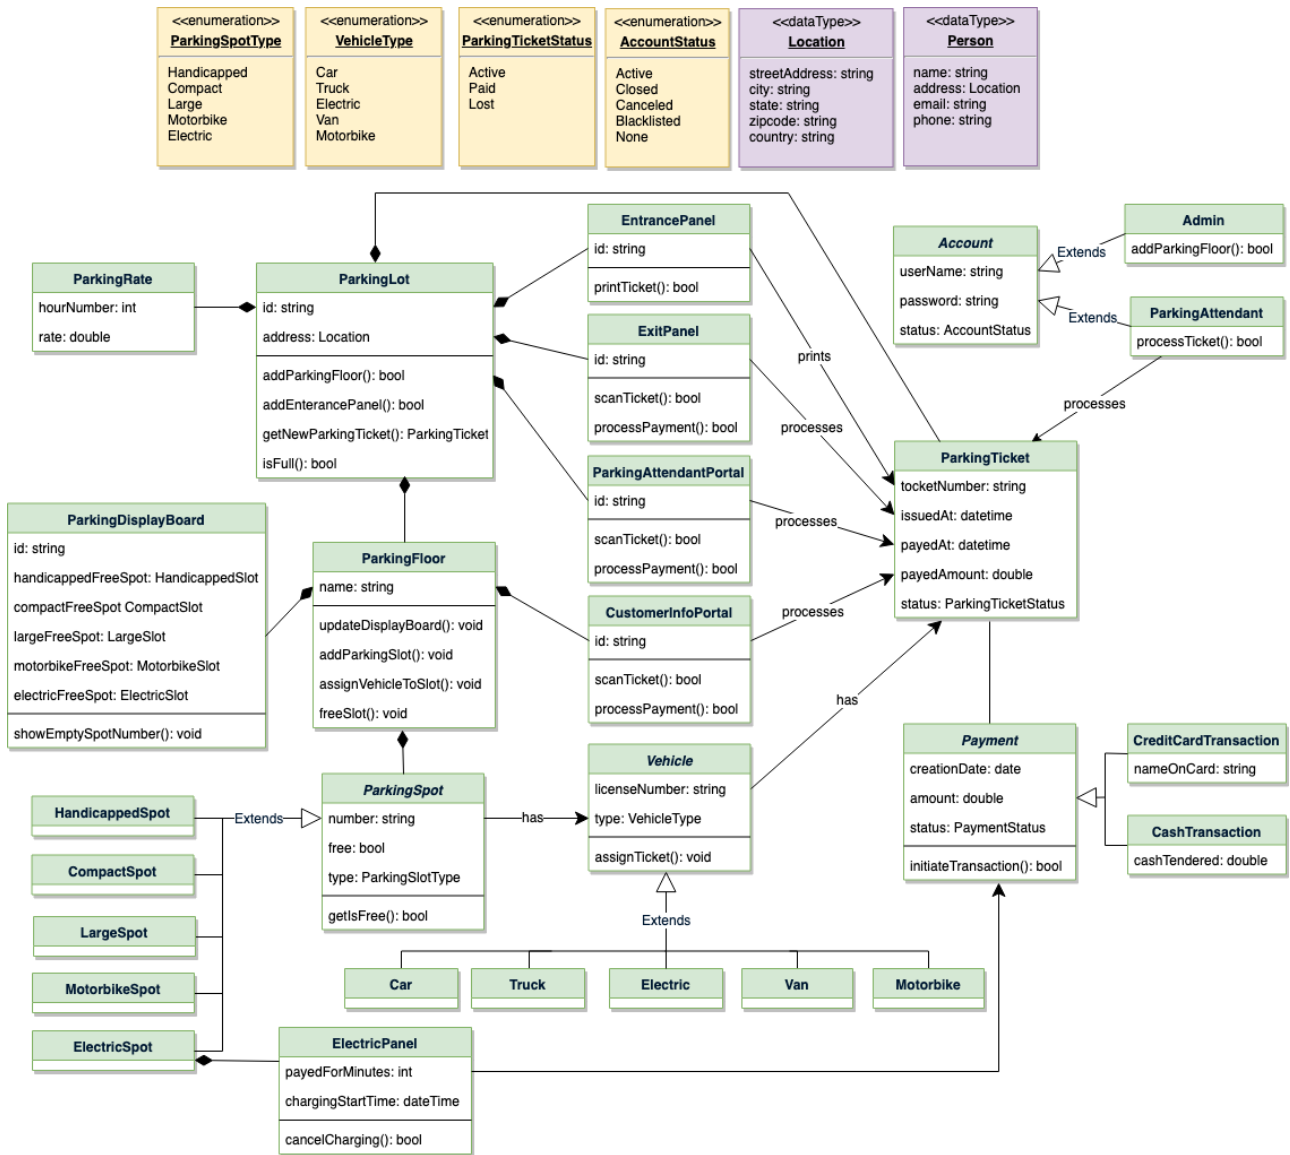 <<enumeration>>
ParkingSpotType
Handicapped
Compact
Large
Motorbike
Electric
<<enumeration>>
VehicleType
Car
Truck
Electric
Van
Motorbike
<<enumeration>>
ParkingTicketStatus
Active
Paid
Lost
<<enumeration>>
AccountStatus
Active
Closed
Canceled
Blacklisted
None
<<dataType>>
Location
streetAddress: string
city: string
state: string
zipcode: string
country: string
<<dataType>>
Person
name: string
address: Location
email: string
phone: string
ParkingRate
hourNumber: int
rate: double
ParkingLot
id: string
address: Location
addParkingFloor(): bool
addEnterancePanel(): bool
getNewParkingTicket(): ParkingTicket
isFull(): bool
EntrancePanel
id: string
printTicket(): bool
ExitPanel
id: string
scanTicket(): bool
processPayment(): bool
ParkingAttendantPortal
id: string
scanTicket(): bool
processPayment(): bool
CustomerInfoPortal
id: string
scanTicket(): bool
processPayment(): bool
prints
processes
processes
processes
Account
userName: string
password: string
status: AccountStatus
Extends
Extends
Admin
addParkingFloor(): bool
ParkingAttendant
processTicket(): bool
processes
ParkingTicket
tocketNumber: string
issuedAt: datetime
payedAt: datetime
payedAmount: double
status: ParkingTicketStatus
ParkingDisplayBoard
id: string
handicappedFreeSpot: HandicappedSlot
compactFreeSpot CompactSlot
largeFreeSpot: LargeSlot
motorbikeFreeSpot: MotorbikeSlot
electricFreeSpot: ElectricSlot
showEmptySpotNumber(): void
ParkingFloor
name: string
updateDisplayBoard(): void
addParkingSlot(): void
assignVehicleToSlot(): void
freeSlot(): void
has
Payment
creationDate: date
amount: double
status: PaymentStatus
initiateTransaction(): bool
CreditCardTransaction
nameOnCard: string
CashTransaction
cashTendered: double
Vehicle
licenseNumber: string
type: VehicleType
assignTicket(): void
has
ParkingSpot
number: string
free: bool
type: ParkingSlotType
getIsFree(): bool
Extends
HandicappedSpot
CompactSpot
LargeSpot
MotorbikeSpot
ElectricSpot
Extends
Car
Truck
Electric
Van
Motorbike
ElectricPanel
payedForMinutes: int
chargingStartTime: dateTime
cancelCharging(): bool